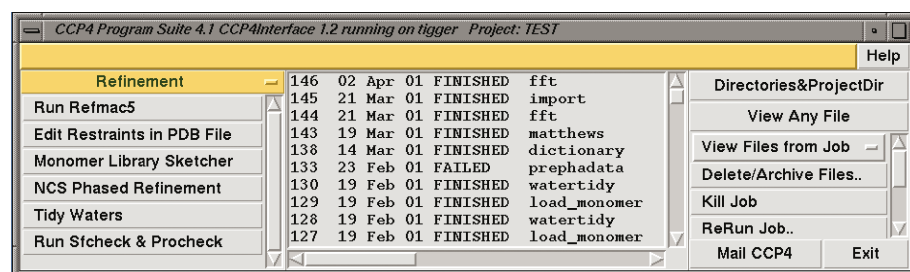 CCP4 Program Suite 4.1 CCP4Interface 1.2 running on tigger Project: TEST
Help
Refinement
Run Refmac5
Edit Restraints in PDB File
Monomer Library Sketcher
NCS Phased Refinement
Tidy Waters
Run Sfcheck & Procheck
146 02 Apr 01 FINISHED fft
145 21 Mar 01 FINISHED import
144 21 Mar 01 FINISHED fft
143 19 Mar 01 FINISHED matthews
138 14 Mar 01 FINISHED dictionary
133 23 Feb 01 FAILED prephadata
130 19 Feb 01 FINISHED watertidy
129 19 Feb 01 FINISHED load_monomer
128 19 Feb 01 FINISHED watertidy
127 19 Feb 01 FINISHED load_monomer
Directories&ProjectDir
View Any File
View Files from Job
Delete/Archive Files..
Kill Job
ReRun Job..
Mail CCP4 Exit